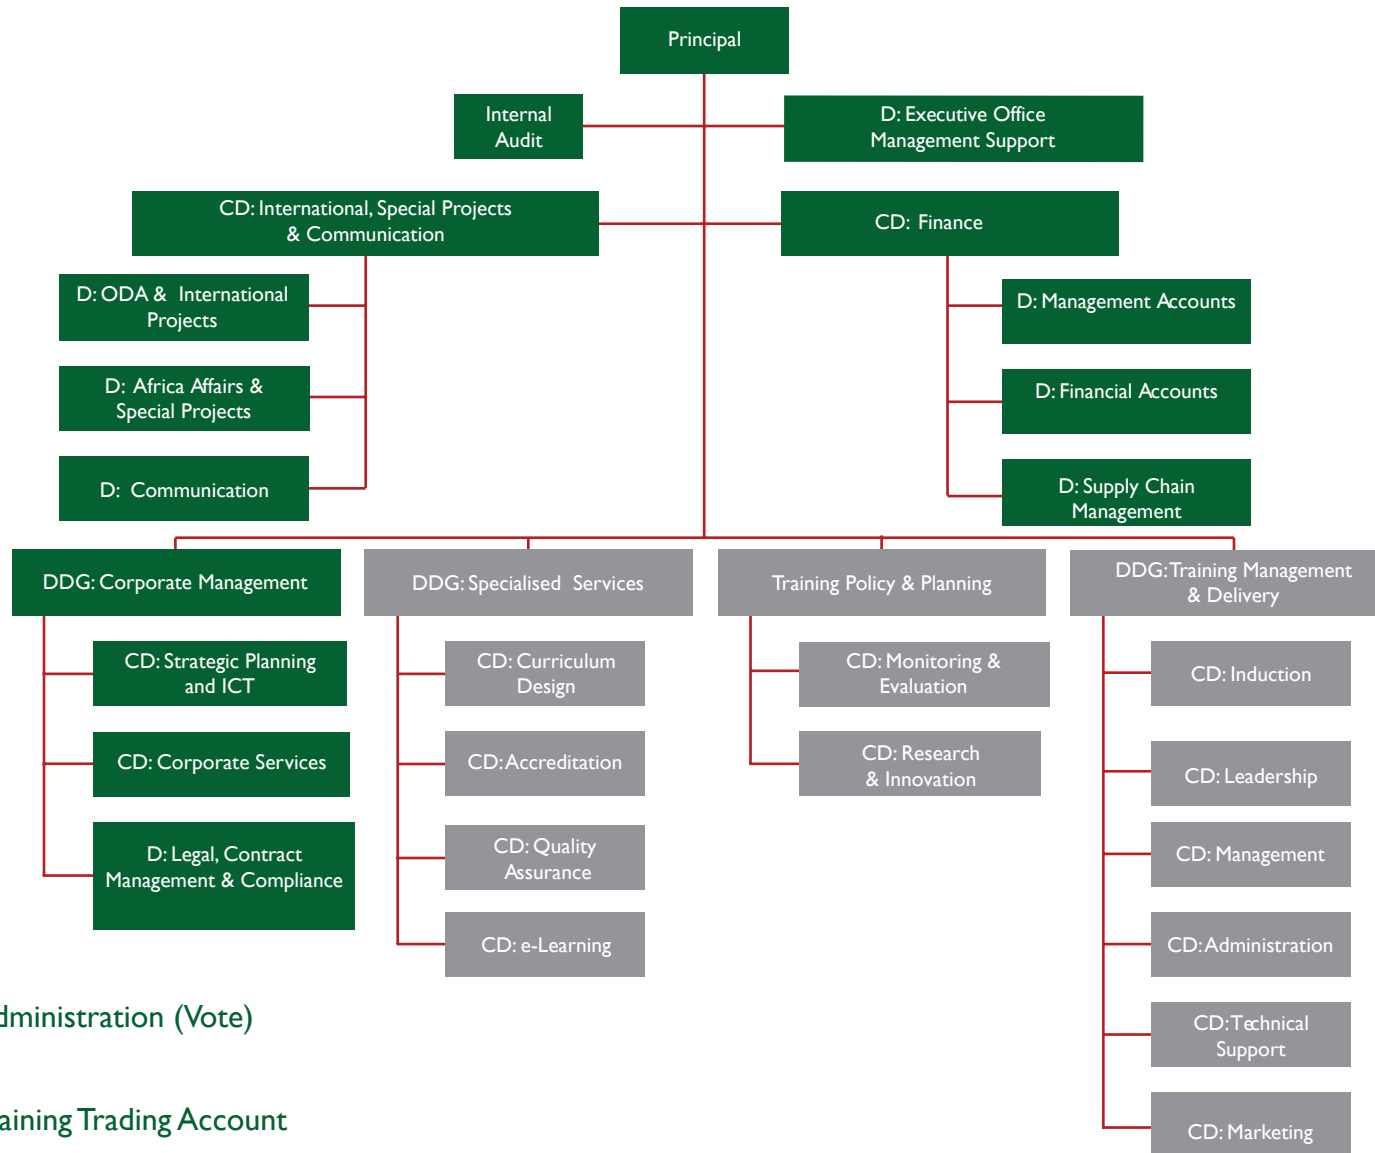 Principal
Internal
Audit
D: Executive Office
Management Support
CD: International, Special Projects
& Communication
CD: Finance
D: ODA & International
Projects
D: Africa Affairs &
Special Projects
D: Communication
D: Management Accounts
D: Financial Accounts
D: Supply Chain
Management
DDG: Corporate Management
CD: Strategic Planning
and ICT
CD: Corporate Services
D: Legal, Contract
Management & Compliance
DDG: Specialised Services
CD: Curriculum
Design
CD: Accreditation
CD: Quality
Assurance
CD: e-Learning
Training Policy & Planning
CD: Monitoring &
Evaluation
CD: Research
& Innovation
DDG: Training Management
& Delivery
CD: Induction
CD: Leadership
CD: Management
CD: Administration
CD: Technical
Support
CD: Marketing
dministration (Vote)
aining Trading Account